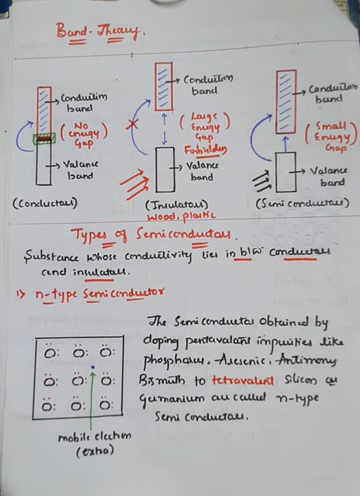 Band-Theory.
Conduction band
(No energy Gap)
Valance band
(Conductors)
Conduction band
(Large Energy Gap)
Forbidden
Valance band
(Insulators)
Wood, plastic
Conduction band
(Small Energy Gap)
Valance band
(Semi conductors)
Types of Semiconductors.
Substance whose conductivity lies in b/w conductors
and insulators.
1) n-type Semiconductor
The Semiconductor obtained by
doping pentavalent impurities like
phosphorus, Arsenic, Antimony
Bismuth to tetravalent silicon or
Germanium are called n-type
Semi conductors.
mobile electron
(extra)